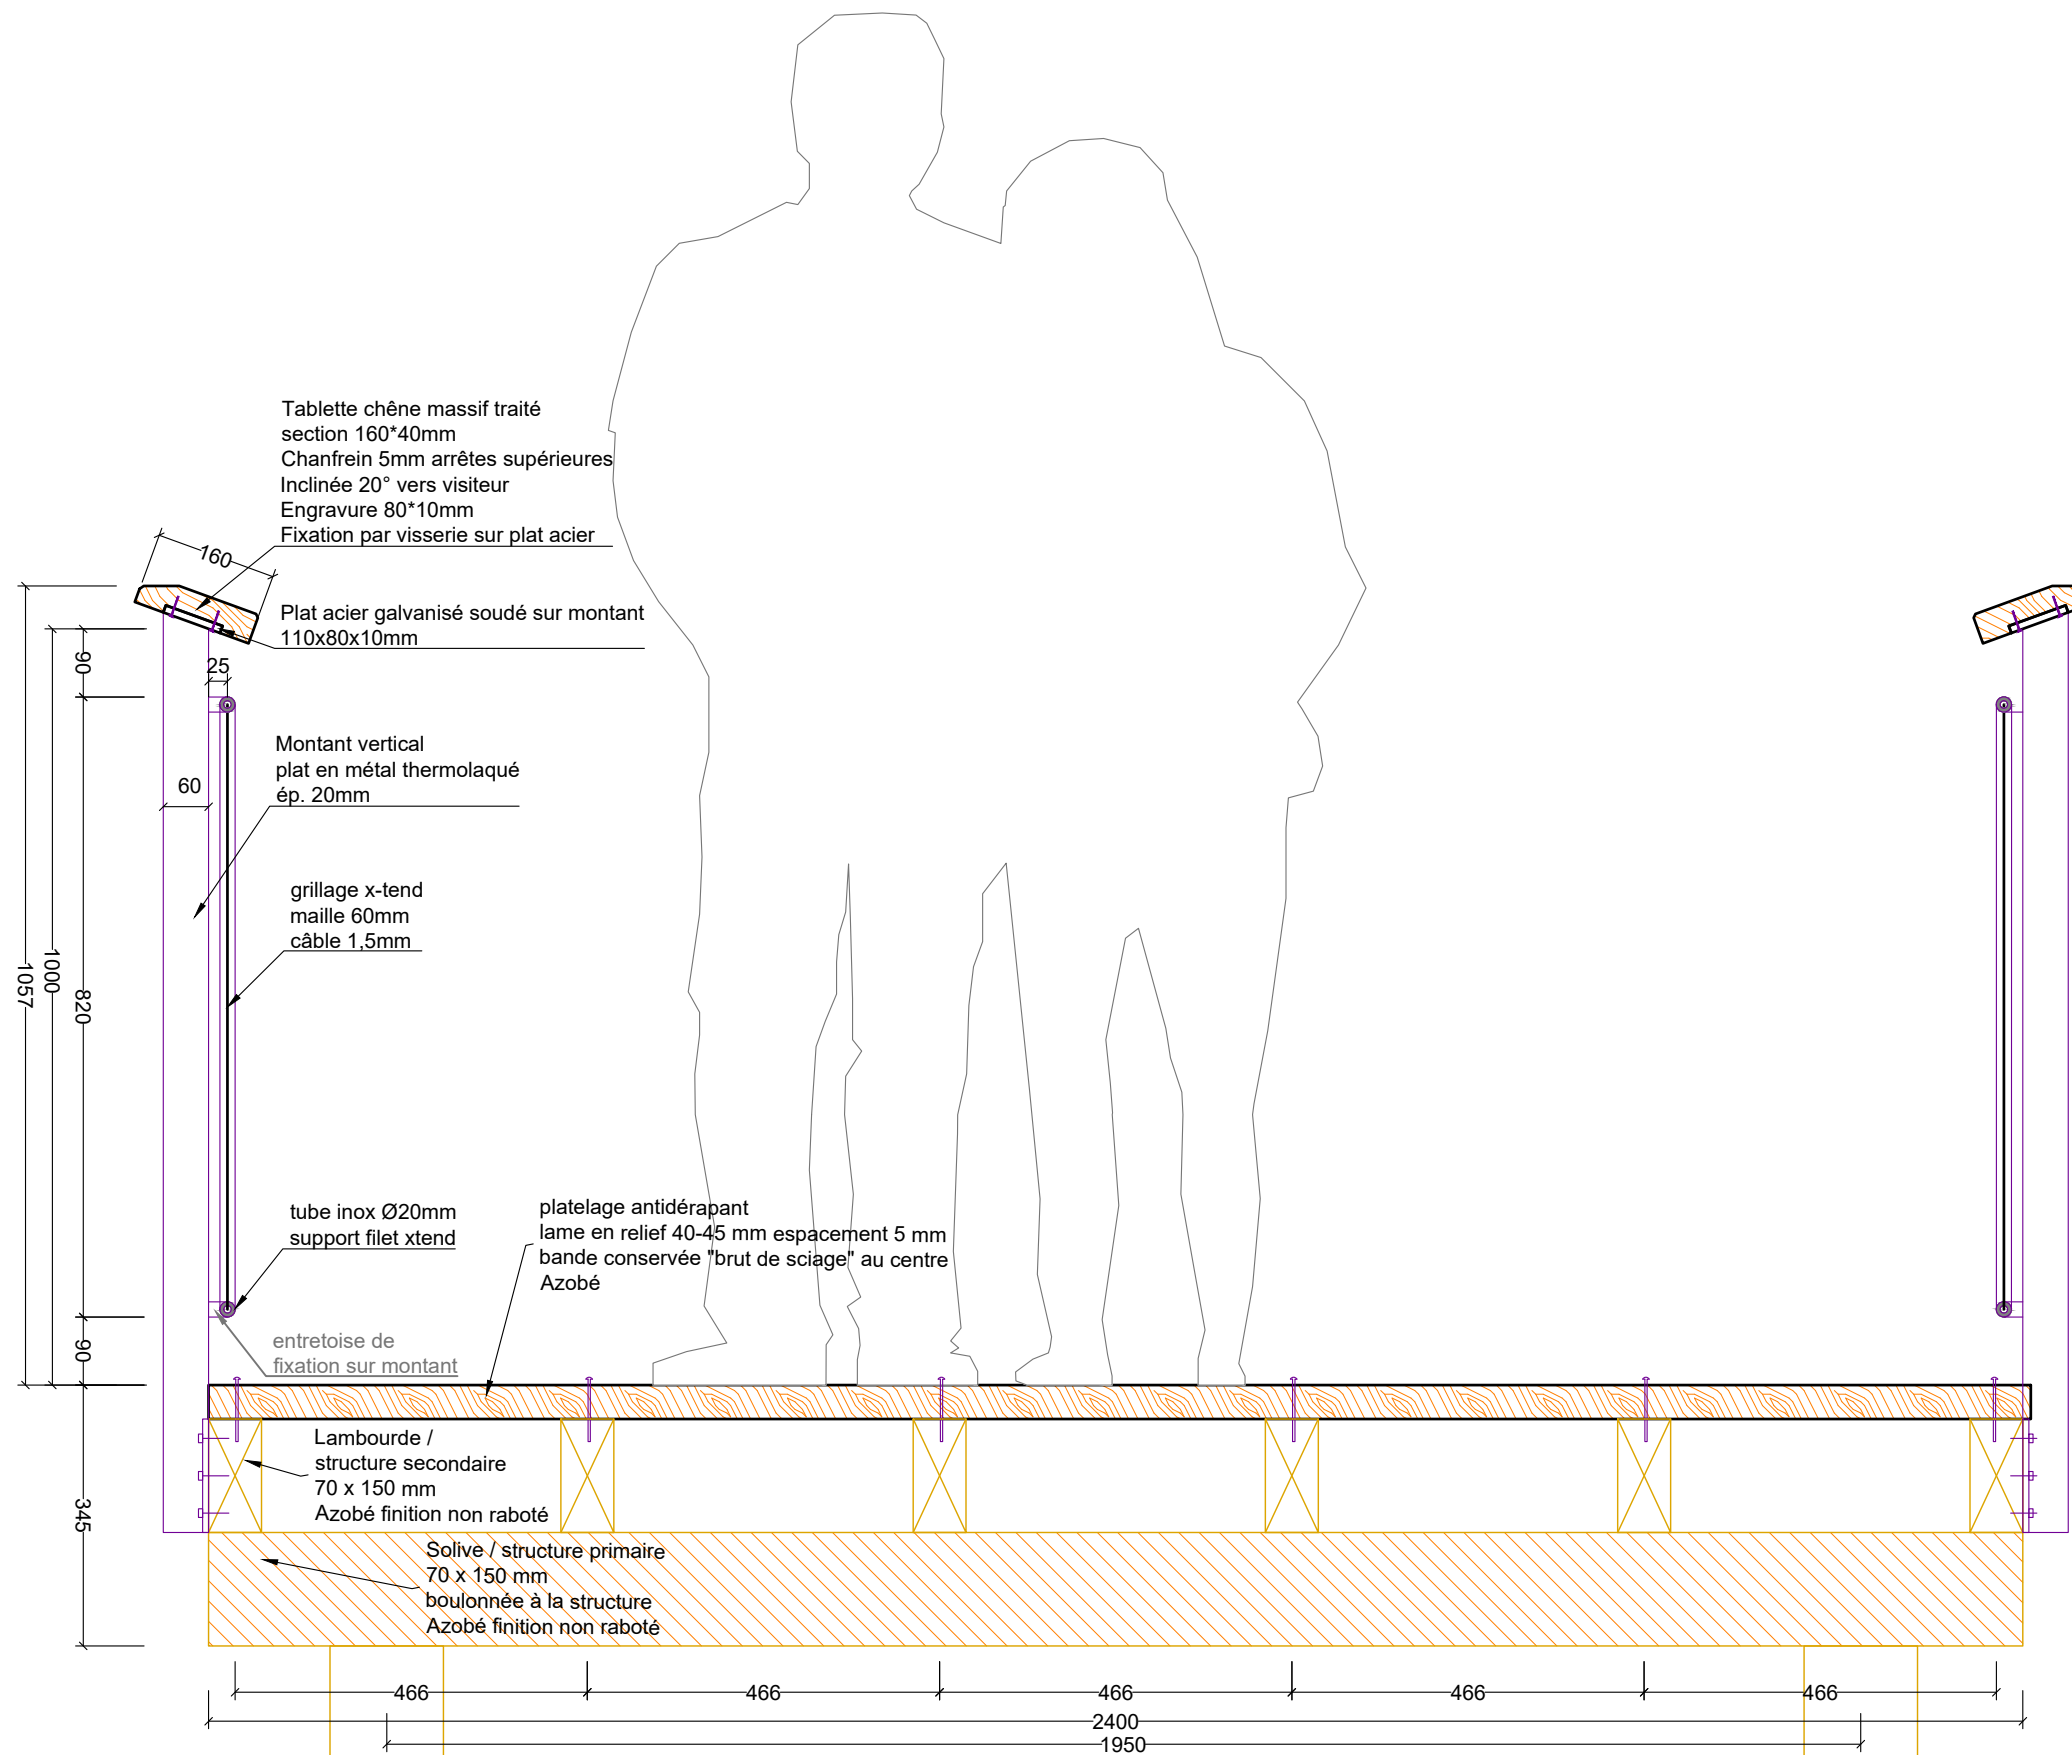 Tablette chêne massif traité
section 160*40mm
Chanfrein 5mm arrêtes supérieures
Inclinée 20° vers visiteur
Engravure 80*10mm
Fixation par visserie sur plat acier
160
Plat acier galvanisé soudé sur montant
110x80x10mm
90
25
Montant vertical
plat en métal thermolaqué
ép. 20mm
60
grillage x-tend
maille 60mm
câble 1,5mm
1057
1000
820
tube inox Ø20mm
support filet xtend
platelage antidérapant
lame en relief 40-45 mm espacement 5 mm
bande conservée "brut de sciage" au centre
Azobé
entretoise de
fixation sur montant
90
Lambourde /
structure secondaire
70 x 150 mm
Azobé finition non raboté
345
Solive / structure primaire
70 x 150 mm
boulonnée à la structure
Azobé finition non raboté
466
466
466
466
466
2400
1950